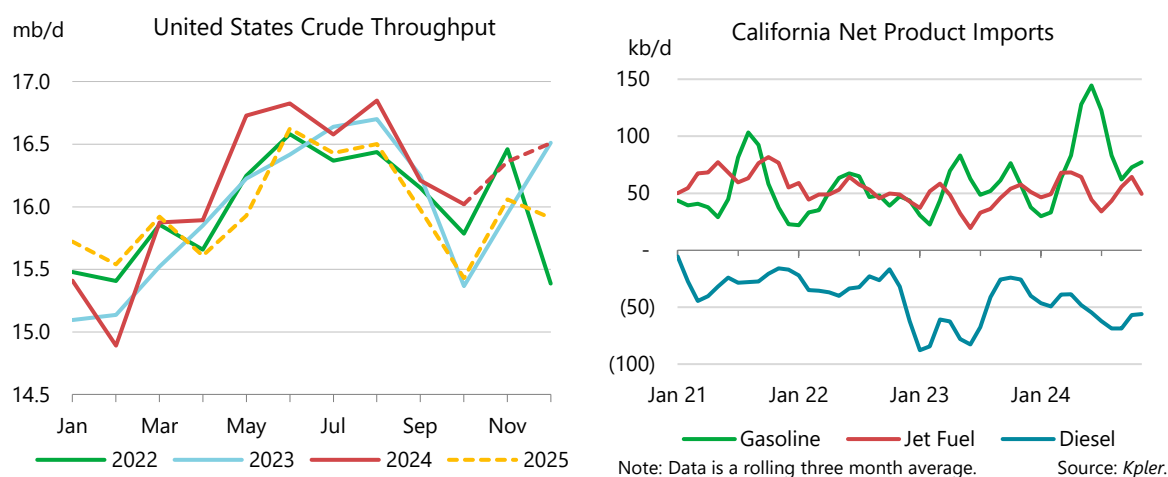 United States Crude Throughput
mb/d
17.0
16.5
16.0
15.5
15.0
14.5
Jan Mar May Jul Sep Nov
2022 2023 2024 2025
California Net Product Imports
kb/d
150
100
50
-
(50)
(100)
Jan 21 Jan 22 Jan 23 Jan 24
Gasoline Jet Fuel Diesel
Note: Data is a rolling three month average. Source: Kpler.